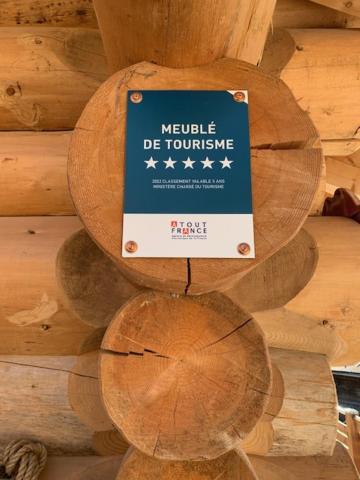 MEUBLÉ
DE TOURISME
2022 CLASSEMENT VALABLE 5 ANS
MINISTÈRE CHARGÉ DU TOURISME
ATOUT
FRANCE